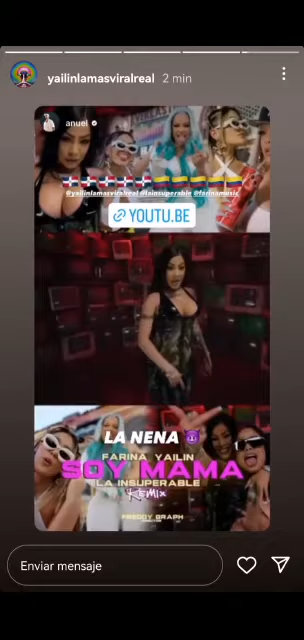 yailinlamasviralreal 2 min
anuel
@yailinlamasviralreal @lainsuperable @farinamusic
YOUTU.BE
LA NENA 😈
FARINA YAILIN
SOY MAMA
LA INSUPERABLE
REMIX
FREDDY GRAPH
Enviar mensaje